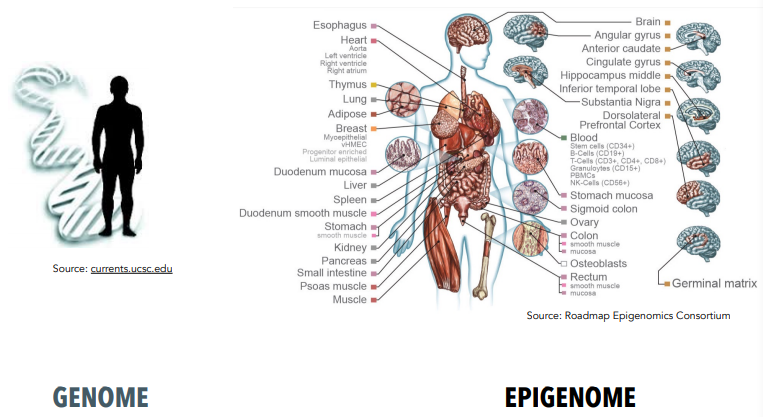 Esophagus
Heart
Aorta
Left ventricle
Right ventricle
Right atrium
Thymus
Lung
Adipose
Breast
Myoepithelial
vHMEC
Progenitor enriched
Luminal epithelial
Duodenum mucosa
Liver
Spleen
Duodenum smooth muscle
Stomach
smooth muscle
Kidney
Pancreas
Small intestine
Psoas muscle
Muscle
Brain
Angular gyrus
Anterior caudate
Cingulate gyrus
Hippocampus middle
Inferior temporal lobe
Substantia Nigra
Dorsolateral
Prefrontal Cortex
Blood
Stem cells (CD34+)
B-Cells (CD19+)
T-Cells (CD3+, CD4+, CD8+)
Granuloytes (CD15+)
PBMCs
NK-Cells (CD56+)
Stomach mucosa
Sigmoid colon
Ovary
Colon
smooth muscle
mucosa
Osteoblasts
Rectum
smooth muscle
mucosa
Germinal matrix
Source: currents.ucsc.edu
Source: Roadmap Epigenomics Consortium
GENOME
EPIGENOME